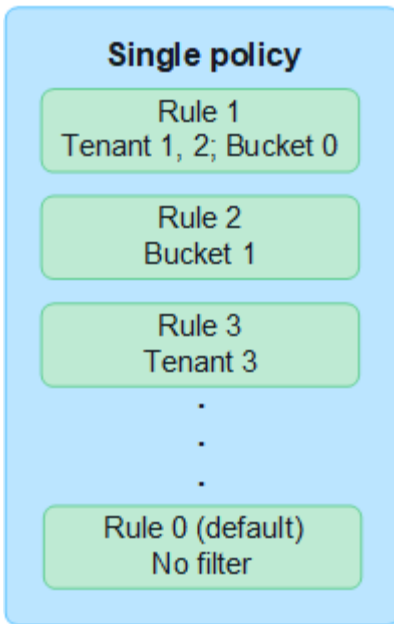 Single policy
Rule 1
Tenant 1, 2; Bucket 0
Rule 2
Bucket 1
Rule 3
Tenant 3
.
.
.
Rule 0 (default)
No filter